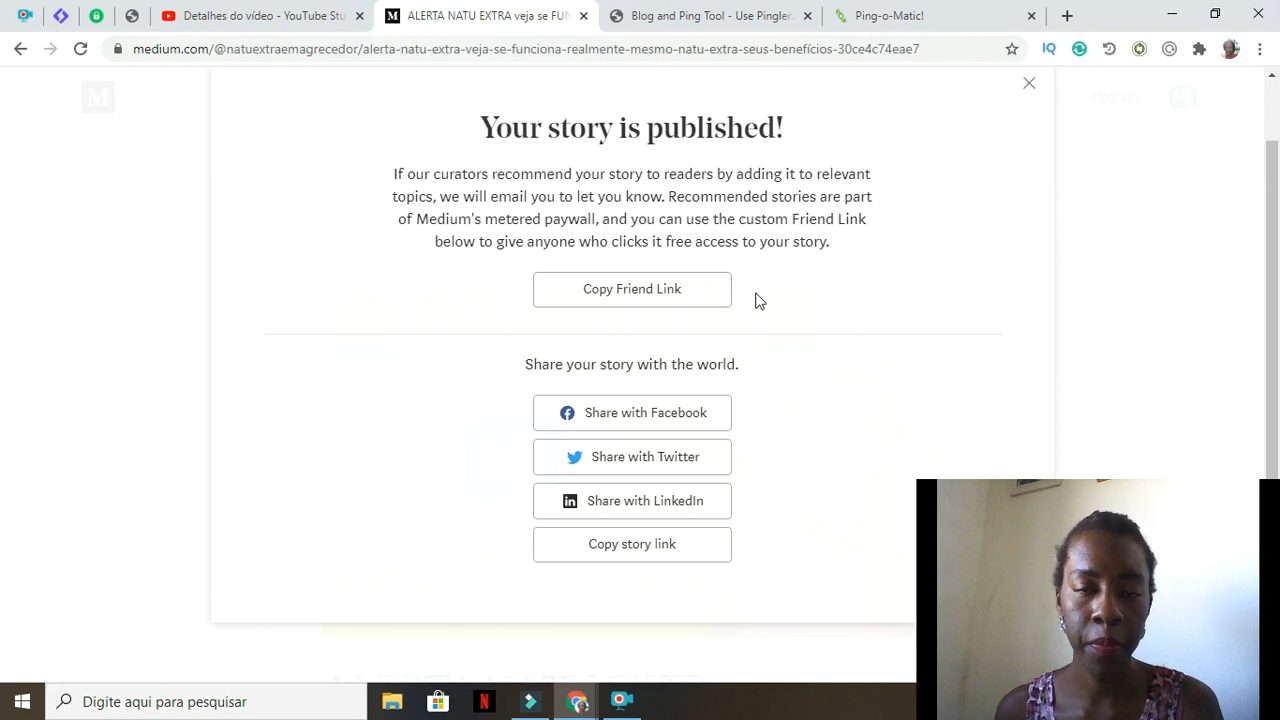 Detalhes do vídeo - YouTube Stu
ALERTA NATU EXTRA veja se FUN
Blog and Ping Tool - Use Pingler
Ping-o-Matic!
medium.com/@natuextraemagrecedor/alerta-natu-extra-veja-se-funciona-realmente-mesmo-natu-extra-seus-benefícios-30ce4c74eae7
IQ
M
Upgrade
Your story is published!
If our curators recommend your story to readers by adding it to relevant
topics, we will email you to let you know. Recommended stories are part
of Medium's metered paywall, and you can use the custom Friend Link
below to give anyone who clicks it free access to your story.
Copy Friend Link
Share your story with the world.
Share with Facebook
Share with Twitter
Share with LinkedIn
Copy story link
Digite aqui para pesquisar